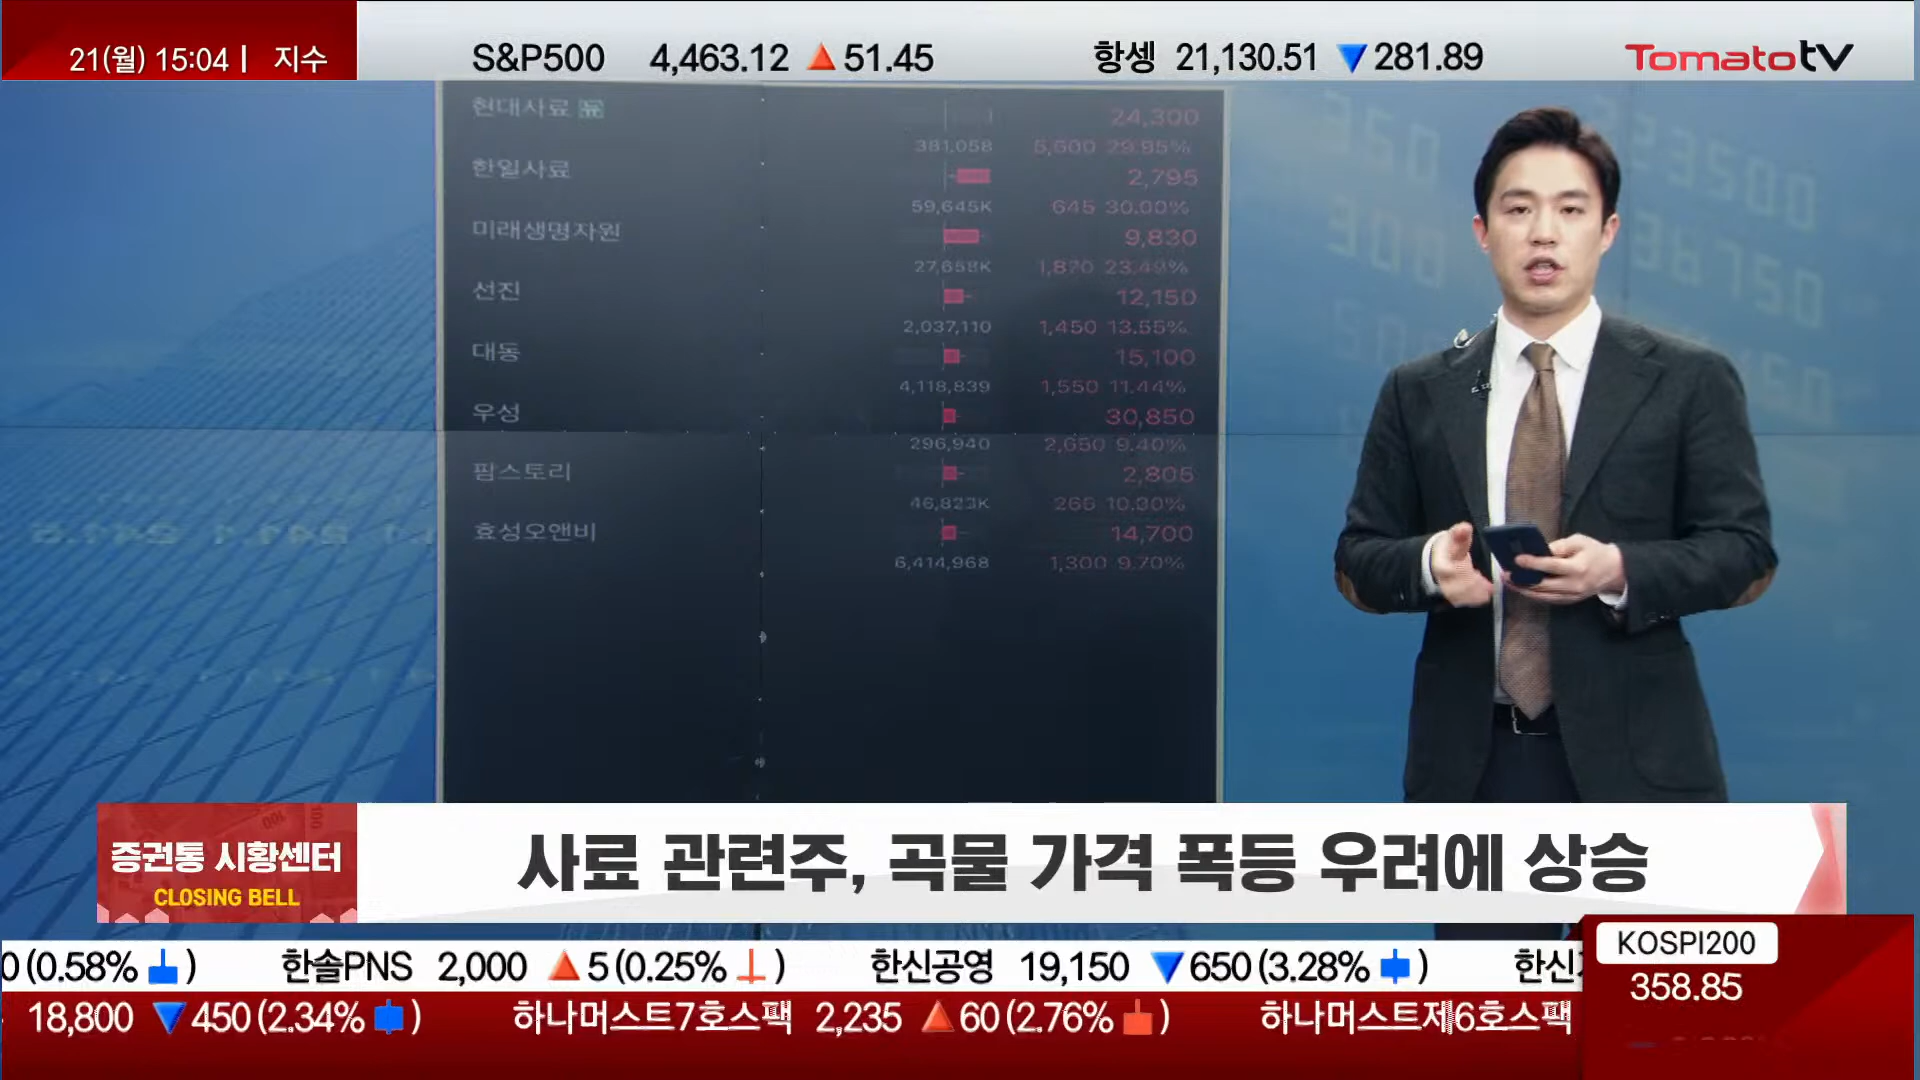 21(월) 15:04 | 지수
S&P500 4,463.12 ▲ 51.45 항셍 21,130.51 ▼ 281.89
TomatoTV
현대사료 뉴 24,300
381,058 5,600 29.95%
한일사료 2,795
59,645K 645 30.00%
미래생명자원 9,830
27,658K 1,870 23.49%
선진 12,150
2,037,110 1,450 13.55%
대동 15,100
4,118,839 1,550 11.44%
우성 30,850
296,940 2,650 9.40%
팜스토리 2,805
46,823K 265 10.30%
효성오앤비 14,700
6,414,968 1,300 9.70%
증권통 시황센터
CLOSING BELL
사료 관련주, 곡물 가격 폭등 우려에 상승
0 (0.58% ) 한솔PNS 2,000 ▲ 5 (0.25% ) 한신공영 19,150 ▼ 650 (3.28% ) 한신
18,800 ▼ 450 (2.34% ) 하나머스트7호스팩 2,235 ▲ 60 (2.76% ) 하나머스트제6호스팩
KOSPI200
358.85